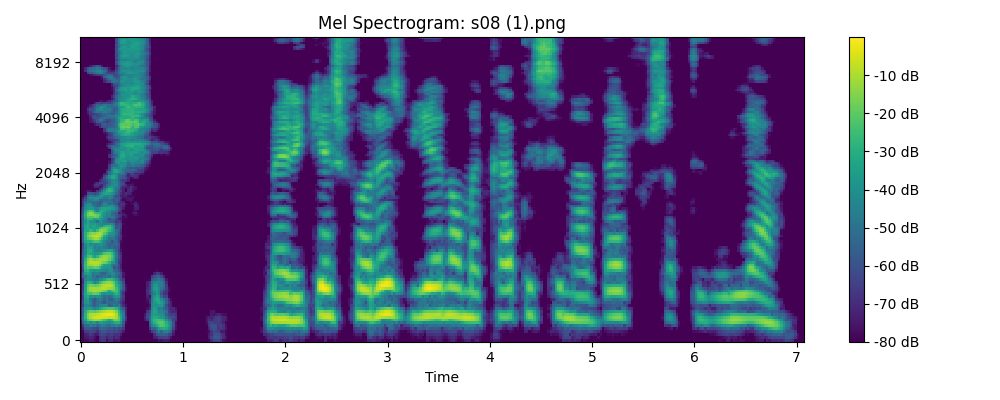 Mel Spectrogram: s08 (1).png
8192
4096
2048
1024
512
0
Hz
0 1 2 3 4 5 6 7
Time
-10 dB
-20 dB
-30 dB
-40 dB
-50 dB
-60 dB
-70 dB
-80 dB